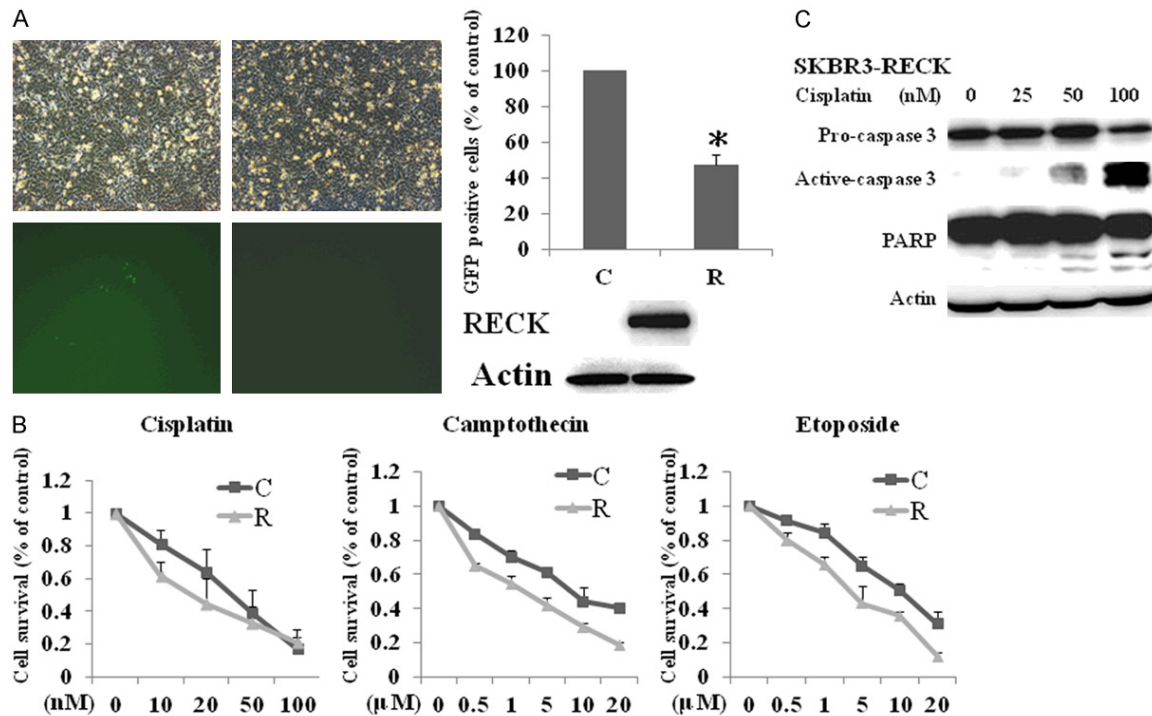 A
GFP positive cells (% of control)
120
100
80
60
40
20
0
*
C R
RECK
Actin
C
SKBR3-RECK
Cisplatin (nM) 0 25 50 100
Pro-caspase 3
Active-caspase 3
PARP
Actin
B
Cisplatin
Cell survival (% of control)
1.2
1
0.8
0.6
0.4
0.2
0
C
R
(nM) 0 10 20 50 100
Camptothecin
Cell survival (% of control)
1.2
1
0.8
0.6
0.4
0.2
0
C
R
(μM) 0 0.5 1 5 10 20
Etoposide
Cell survival (% of control)
1.2
1
0.8
0.6
0.4
0.2
0
C
R
(μM) 0 0.5 1 5 10 20